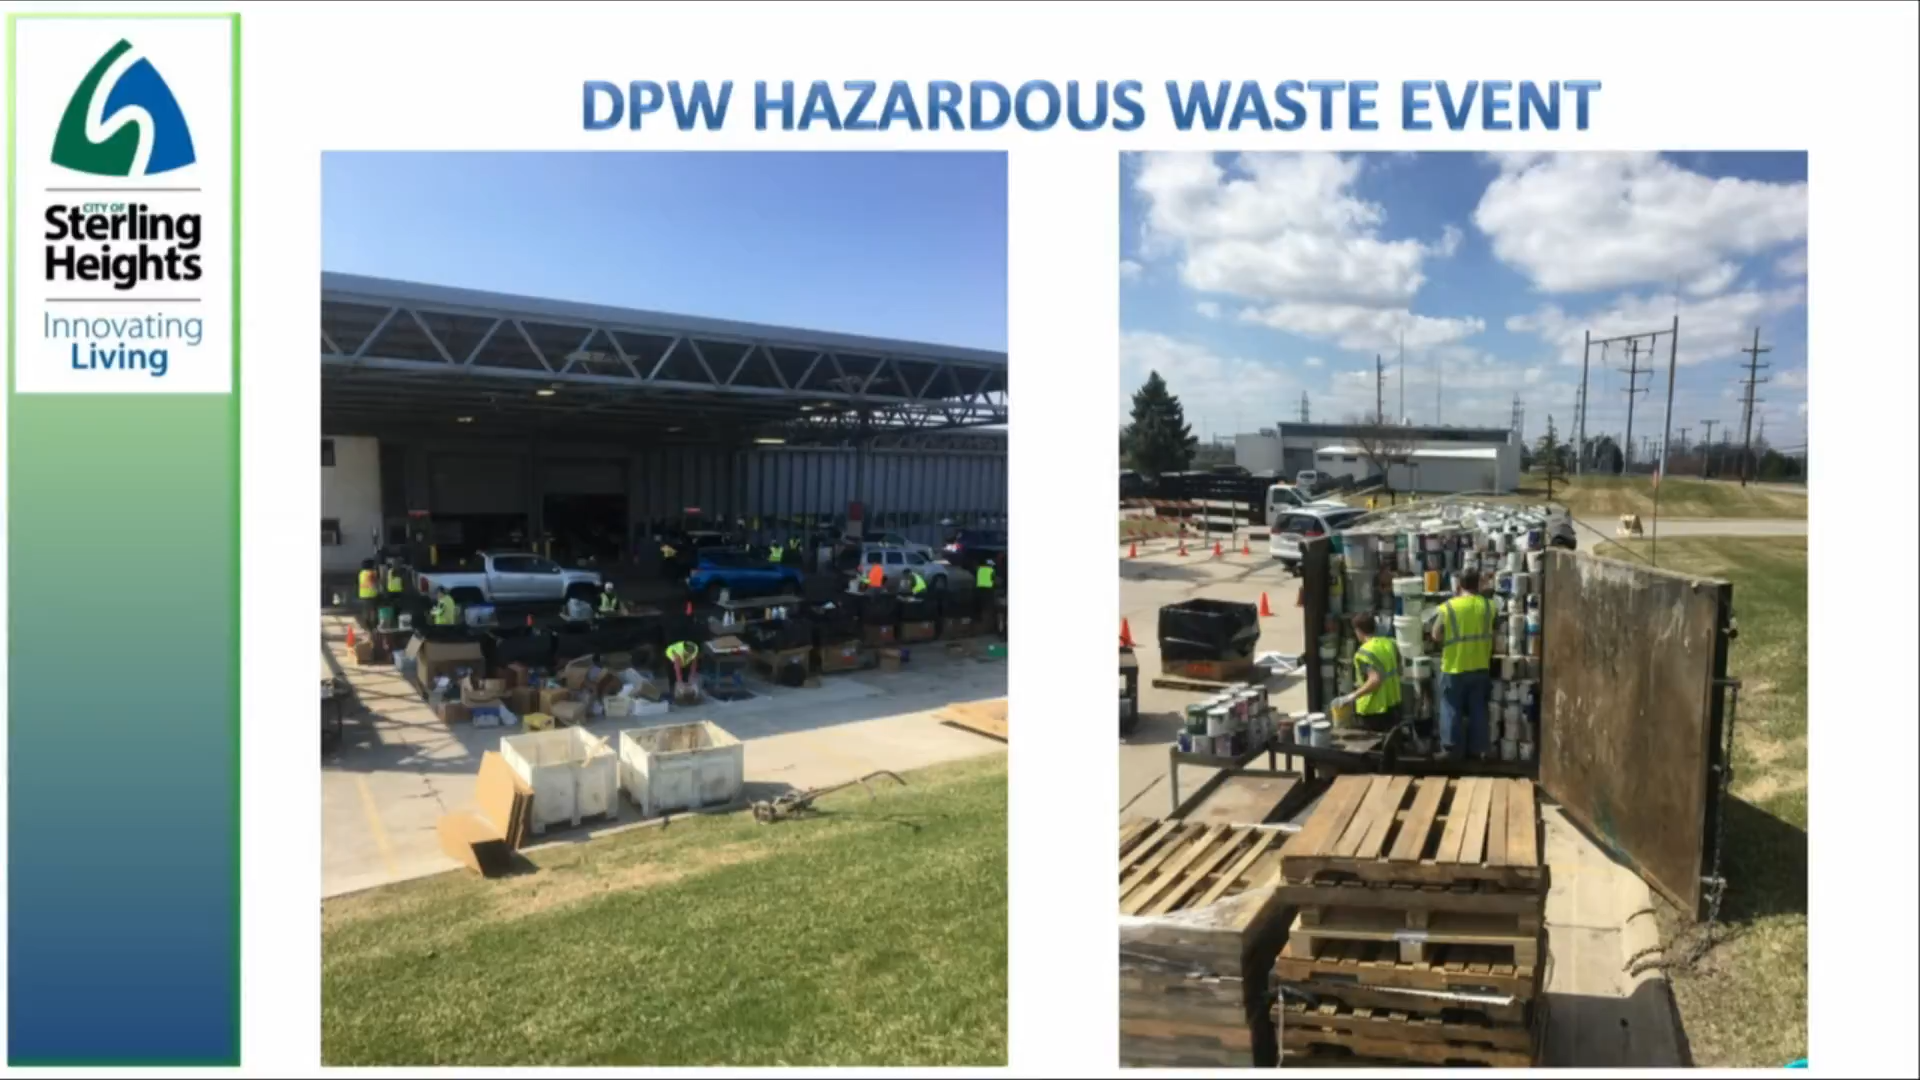 CITY OF
Sterling
Heights
Innovating
Living
DPW HAZARDOUS WASTE EVENT